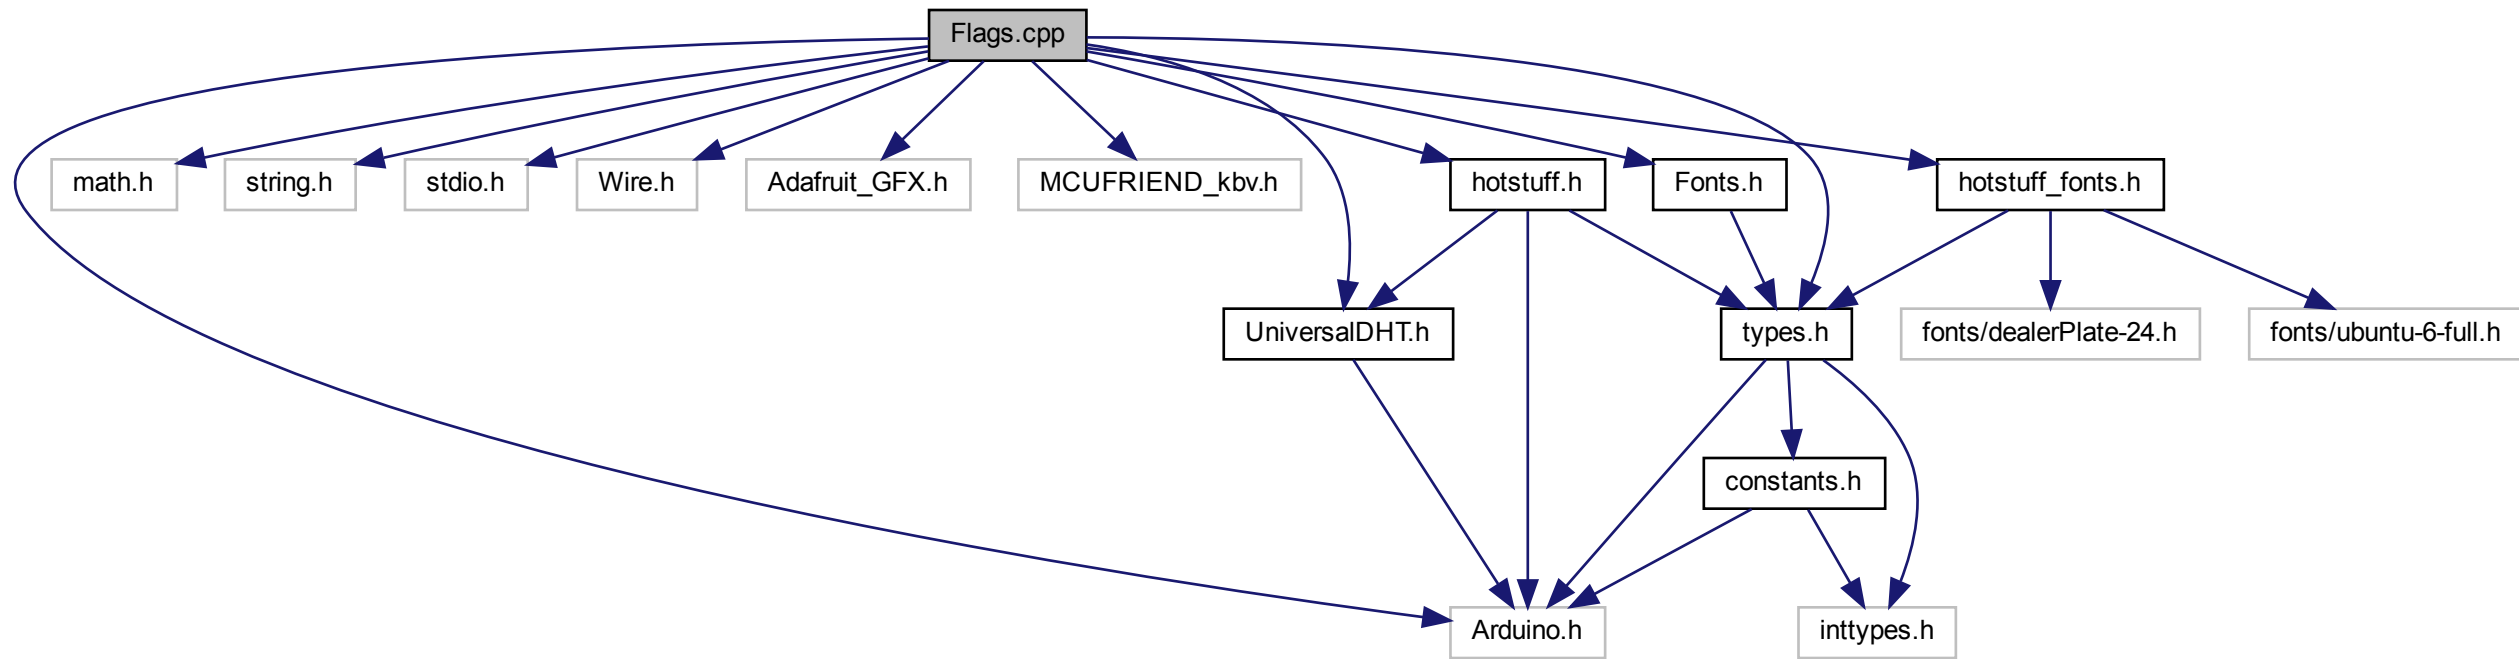 Flags.cpp
math.h
string.h
stdio.h
Wire.h
Adafruit_GFX.h
MCUFRIEND_kbv.h
hotstuff.h
Fonts.h
hotstuff_fonts.h
UniversalDHT.h
types.h
fonts/dealerPlate-24.h
fonts/ubuntu-6-full.h
constants.h
Arduino.h
inttypes.h